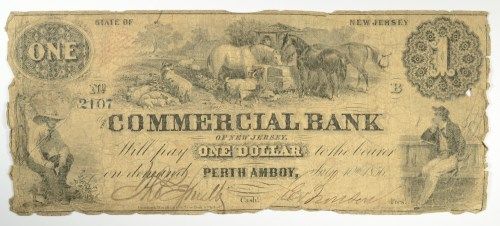 STATE OF NEW JERSEY
ONE 1
No
2107 B
COMMERCIAL BANK
OF NEW JERSEY,
Will pay ONE DOLLAR to the bearer
on demand PERTH AMBOY,
Cash! Pres.